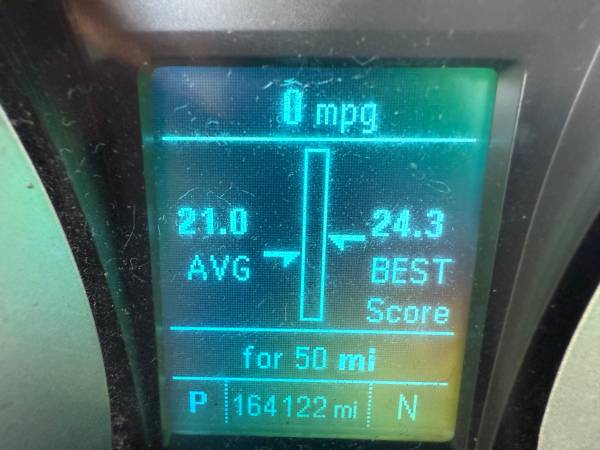 0 mpg
21.0 24.3
AVG BEST
Score
for 50 mi
P 164122 mi N